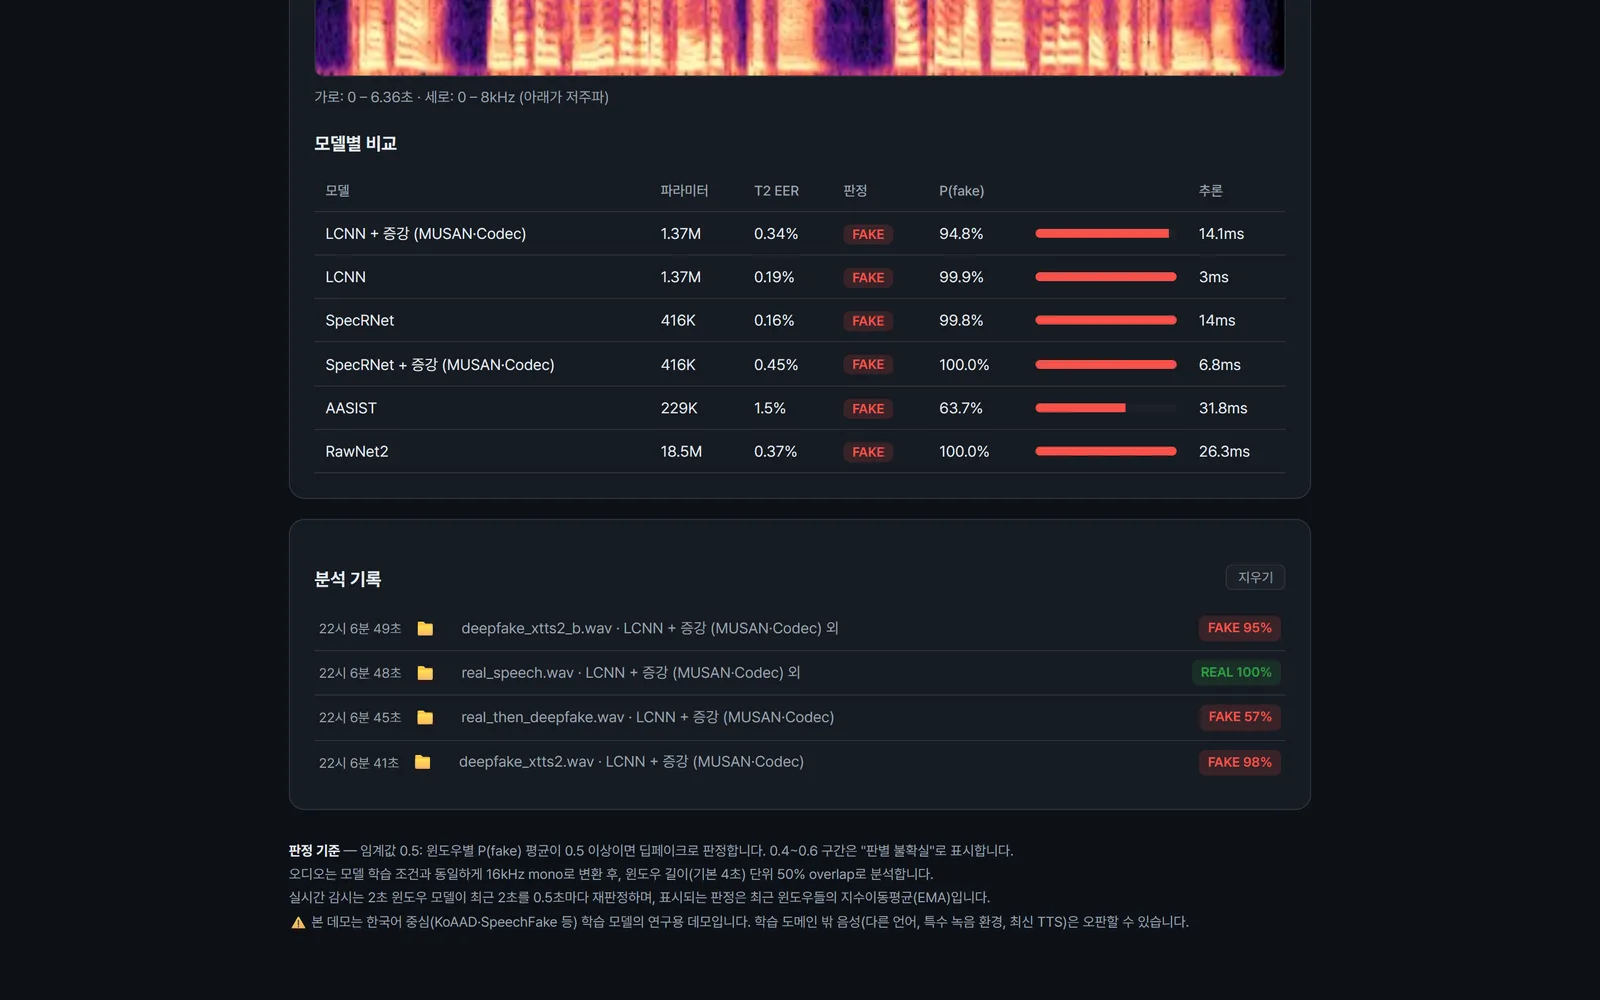 가로: 0 – 6.36초 · 세로: 0 – 8kHz (아래가 저주파)
모델별 비교
모델 파라미터 T2 EER 판정 P(fake) 추론
LCNN + 증강 (MUSAN·Codec) 1.37M 0.34% FAKE 94.8% 14.1ms
LCNN 1.37M 0.19% FAKE 99.9% 3ms
SpecRNet 416K 0.16% FAKE 99.8% 14ms
SpecRNet + 증강 (MUSAN·Codec) 416K 0.45% FAKE 100.0% 6.8ms
AASIST 229K 1.5% FAKE 63.7% 31.8ms
RawNet2 18.5M 0.37% FAKE 100.0% 26.3ms
분석 기록 지우기
22시 6분 49초 deepfake_xtts2_b.wav · LCNN + 증강 (MUSAN·Codec) 외 FAKE 95%
22시 6분 48초 real_speech.wav · LCNN + 증강 (MUSAN·Codec) 외 REAL 100%
22시 6분 45초 real_then_deepfake.wav · LCNN + 증강 (MUSAN·Codec) FAKE 57%
22시 6분 41초 deepfake_xtts2.wav · LCNN + 증강 (MUSAN·Codec) FAKE 98%
판정 기준 — 임계값 0.5: 윈도우별 P(fake) 평균이 0.5 이상이면 딥페이크로 판정합니다. 0.4~0.6 구간은 "판별 불확실"로 표시합니다.
오디오는 모델 학습 조건과 동일하게 16kHz mono로 변환 후, 윈도우 길이(기본 4초) 단위 50% overlap로 분석합니다.
실시간 감시는 2초 윈도우 모델이 최근 2초를 0.5초마다 재판정하며, 표시되는 판정은 최근 윈도우들의 지수이동평균(EMA)입니다.
⚠️ 본 데모는 한국어 중심(KoAAD·SpeechFake 등) 학습 모델의 연구용 데모입니다. 학습 도메인 밖 음성(다른 언어, 특수 녹음 환경, 최신 TTS)은 오판할 수 있습니다.